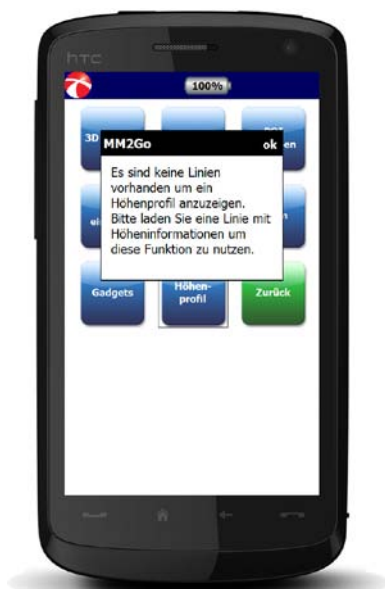 hTC
100%
3D
MM2Go
ok
en
Es sind keine Linien
vorhanden um ein
Höhenprofil anzuzeigen.
Bitte laden Sie eine Linie mit
Höheninformationen um
diese Funktion zu nutzen.
Gadgets
Höhen-
profil
Zurück